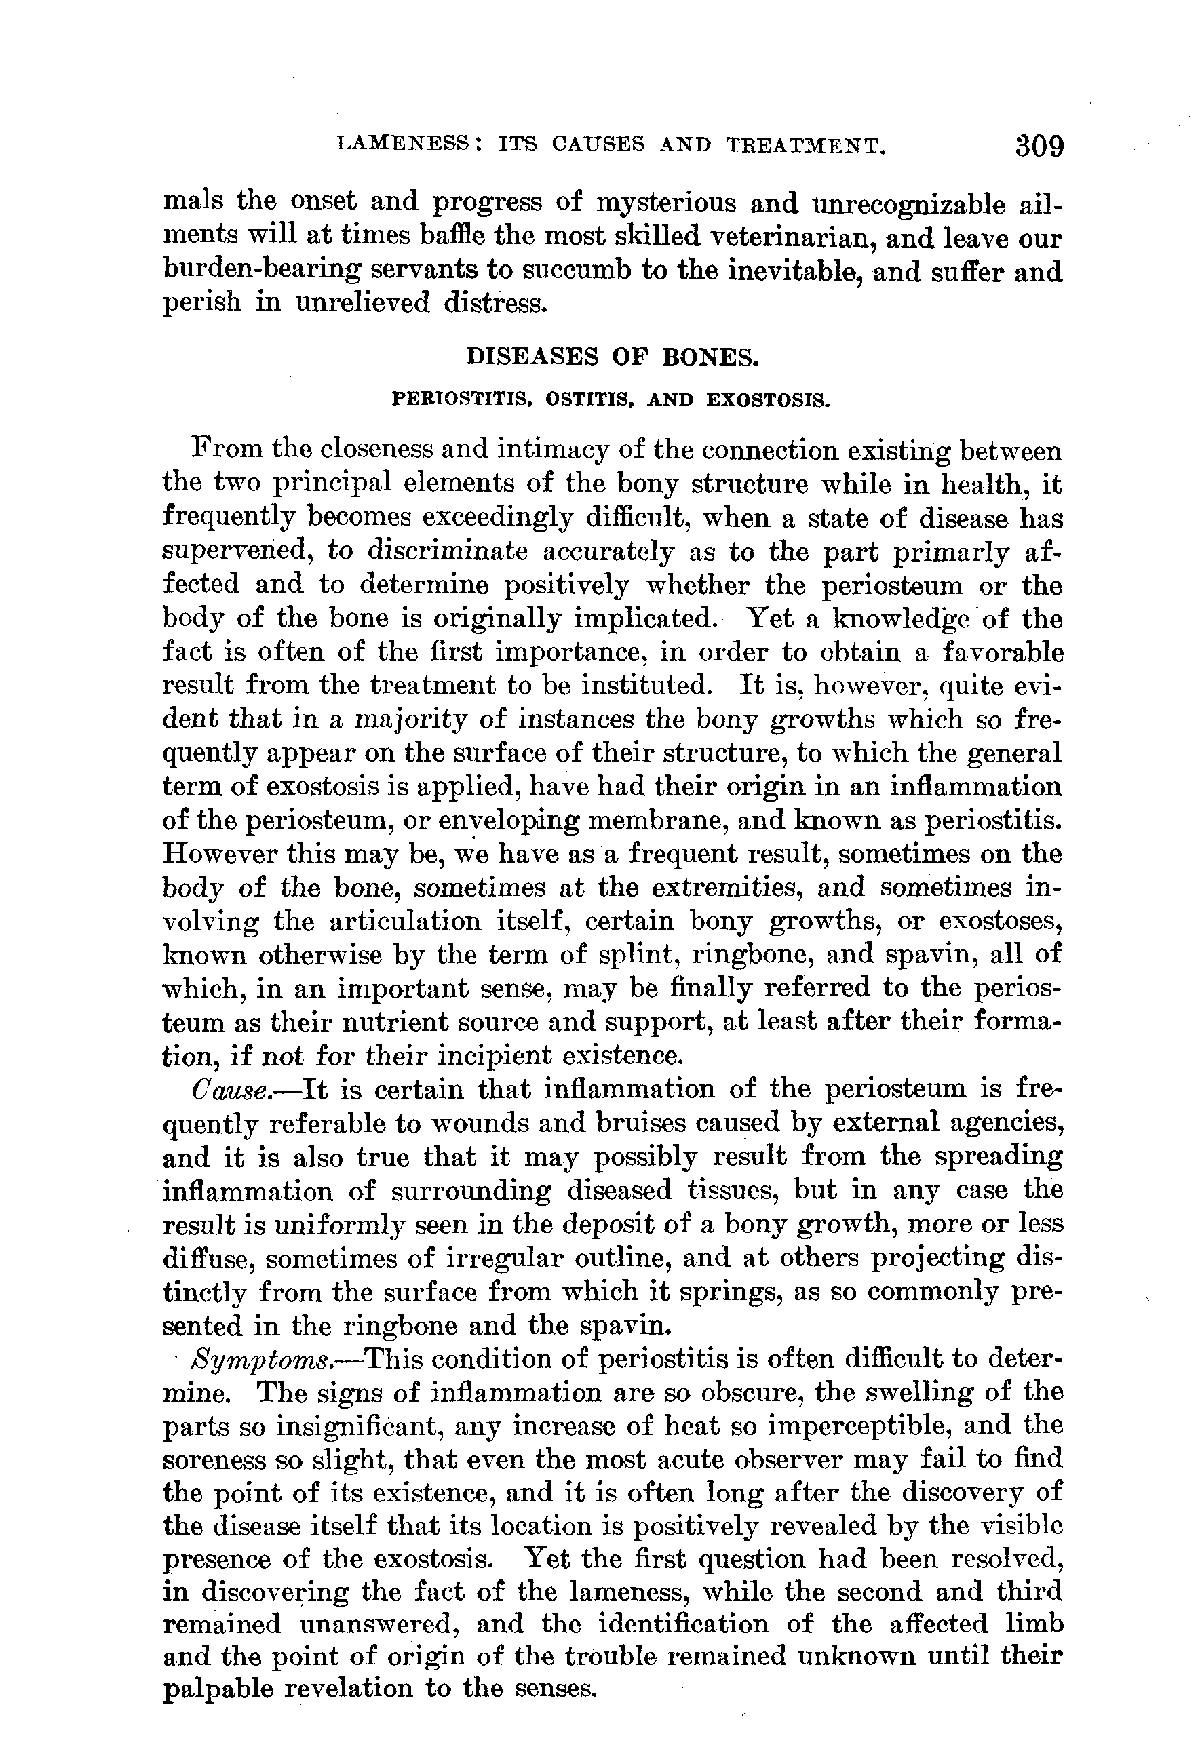 LAMENESS: ITS CAUSES AND TREATMENT. 309
mals the onset and progress of mysterious and unrecognizable ail-
ments will at times baffle the most skilled veterinarian, and leave our
burden-bearing servants to succumb to the inevitable, and suffer and
perish in unrelieved distress.
DISEASES OF BONES.
PERIOSTITIS, OSTITIS, AND EXOSTOSIS.
From the closeness and intimacy of the connection existing between
the two principal elements of the bony structure while in health, it
frequently becomes exceedingly difficult, when a state of disease has
supervened, to discriminate accurately as to the part primarly af-
fected and to determine positively whether the periosteum or the
body of the bone is originally implicated. Yet a knowledge of the
fact is often of the first importance, in order to obtain a favorable
result from the treatment to be instituted. It is, however, quite evi-
dent that in a majority of instances the bony growths which so fre-
quently appear on the surface of their structure, to which the general
term of exostosis is applied, have had their origin in an inflammation
of the periosteum, or enveloping membrane, and known as periostitis.
However this may be, we have as a frequent result, sometimes on the
body of the bone, sometimes at the extremities, and sometimes in-
volving the articulation itself, certain bony growths, or exostoses,
known otherwise by the term of splint, ringbone, and spavin, all of
which, in an important sense, may be finally referred to the perios-
teum as their nutrient source and support, at least after their forma-
tion, if not for their incipient existence.
Cause.—It is certain that inflammation of the periosteum is fre-
quently referable to wounds and bruises caused by external agencies,
and it is also true that it may possibly result from the spreading
inflammation of surrounding diseased tissues, but in any case the
result is uniformly seen in the deposit of a bony growth, more or less
diffuse, sometimes of irregular outline, and at others projecting dis-
tinctly from the surface from which it springs, as so commonly pre-
sented in the ringbone and the spavin.
Symptoms.—This condition of periostitis is often difficult to deter-
mine. The signs of inflammation are so obscure, the swelling of the
parts so insignificant, any increase of heat so imperceptible, and the
soreness so slight, that even the most acute observer may fail to find
the point of its existence, and it is often long after the discovery of
the disease itself that its location is positively revealed by the visible
presence of the exostosis. Yet the first question had been resolved,
in discovering the fact of the lameness, while the second and third
remained unanswered, and the identification of the affected limb
and the point of origin of the trouble remained unknown until their
palpable revelation to the senses.